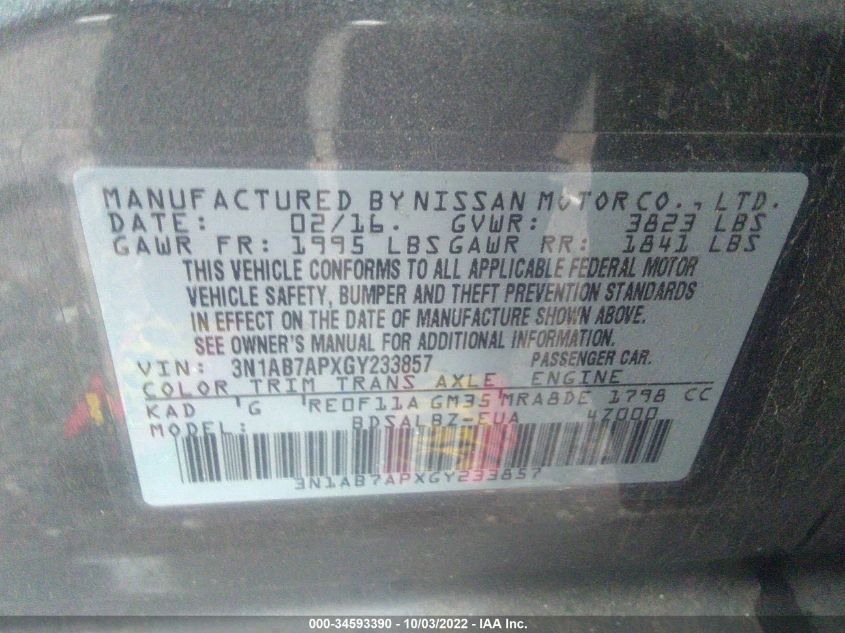 MANUFACTURED BY NISSAN MOTOR CO., LTD.
DATE: 02/16. GVWR: 3823 LBS
GAWR FR: 1995 LBS GAWR RR: 1841 LBS
THIS VEHICLE CONFORMS TO ALL APPLICABLE FEDERAL MOTOR
VEHICLE SAFETY, BUMPER AND THEFT PREVENTION STANDARDS
IN EFFECT ON THE DATE OF MANUFACTURE SHOWN ABOVE.
SEE OWNER'S MANUAL FOR ADDITIONAL INFORMATION.
VIN: 3N1AB7APXGY233857 PASSENGER CAR.
COLOR TRIM TRANS AXLE ENGINE
KAD 'G RE0F11A GM35 MRA8DE 1798 CC
MODEL: BDSALBZ-EUA 4Z000
3N1AB7APXGY233857
000-34593390 - 10/03/2022 - IAA Inc.